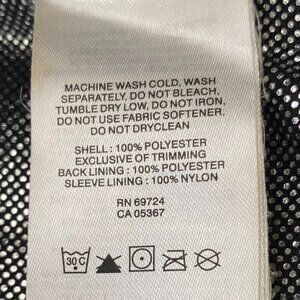 MACHINE WASH COLD, WASH
SEPARATELY, DO NOT BLEACH,
TUMBLE DRY LOW, DO NOT IRON,
DO NOT USE FABRIC SOFTENER,
DO NOT DRYCLEAN
SHELL : 100% POLYESTER
EXCLUSIVE OF TRIMMING
BACK LINING : 100% POLYESTER
SLEEVE LINING : 100% NYLON
RN 69724
CA 05367
30C